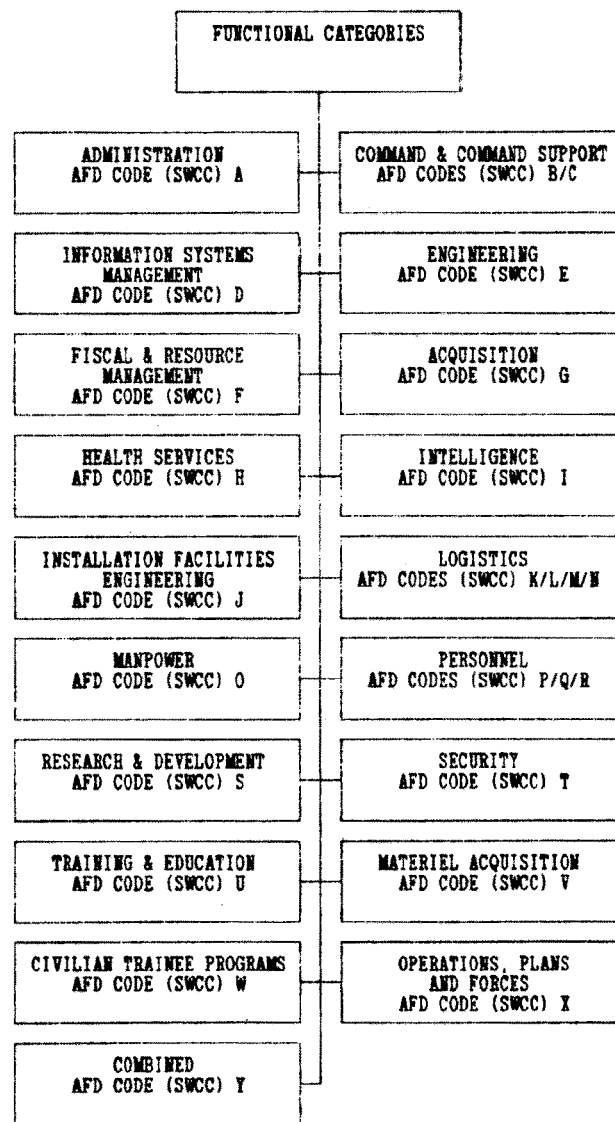 FUNCTIONAL CATEGORIES
ADMINISTRATION
AFD CODE (SWCC) A
COMMAND & COMMAND SUPPORT
AFD CODES (SWCC) B/C
INFORMATION SYSTEMS
MANAGEMENT
AFD CODE (SWCC) D
ENGINEERING
AFD CODE (SWCC) E
FISCAL & RESOURCE
MANAGEMENT
AFD CODE (SWCC) F
ACQUISITION
AFD CODE (SWCC) G
HEALTH SERVICES
AFD CODE (SWCC) H
INTELLIGENCE
AFD CODE (SWCC) I
INSTALLATION FACILITIES
ENGINEERING
AFD CODE (SWCC) J
LOGISTICS
AFD CODES (SWCC) K/L/M/N
MANPOWER
AFD CODE (SWCC) O
PERSONNEL
AFD CODES (SWCC) P/Q/R
RESEARCH & DEVELOPMENT
AFD CODE (SWCC) S
SECURITY
AFD CODE (SWCC) T
TRAINING & EDUCATION
AFD CODE (SWCC) U
MATERIEL ACQUISITION
AFD CODE (SWCC) V
CIVILIAN TRAINEE PROGRAMS
AFD CODE (SWCC) W
OPERATIONS, PLANS
AND FORCES
AFD CODE (SWCC) X
COMBINED
AFD CODE (SWCC) Y